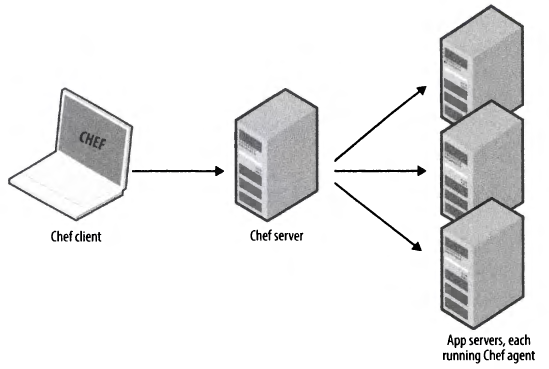 CHEF
Chef client
Chef server
App servers, each
running Chef agent